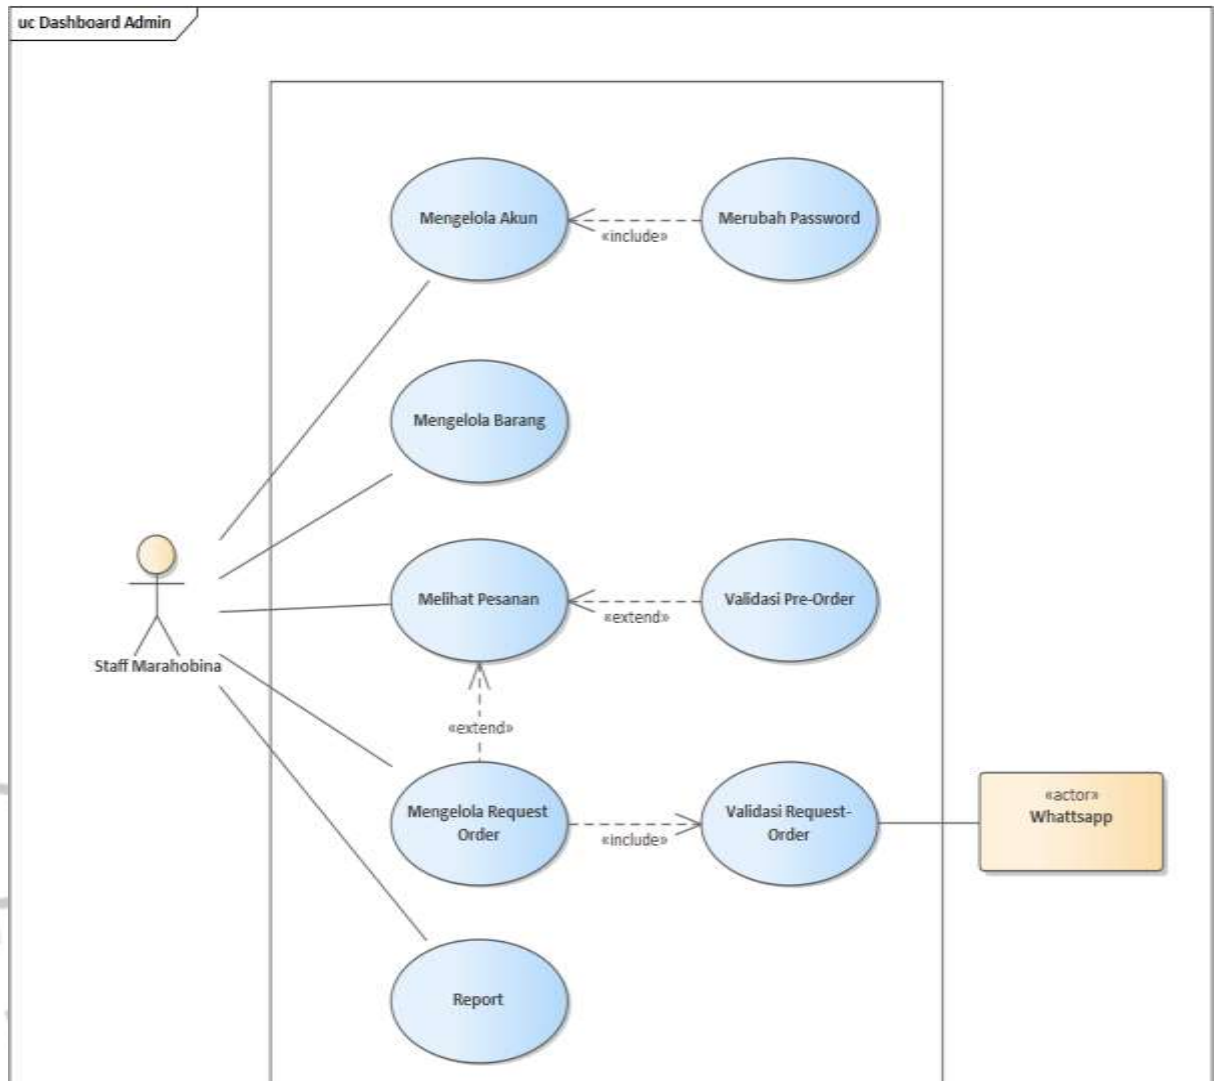 uc Dashboard Admin
Mengelola Akun
«include»
Merubah Password
Mengelola Barang
Staff Marahobina
Melihat Pesanan
«extend»
Validasi Pre-Order
«extend»
Mengelola Request
Order
«include»
Validasi Request-
Order
«actor»
Whattsapp
Report